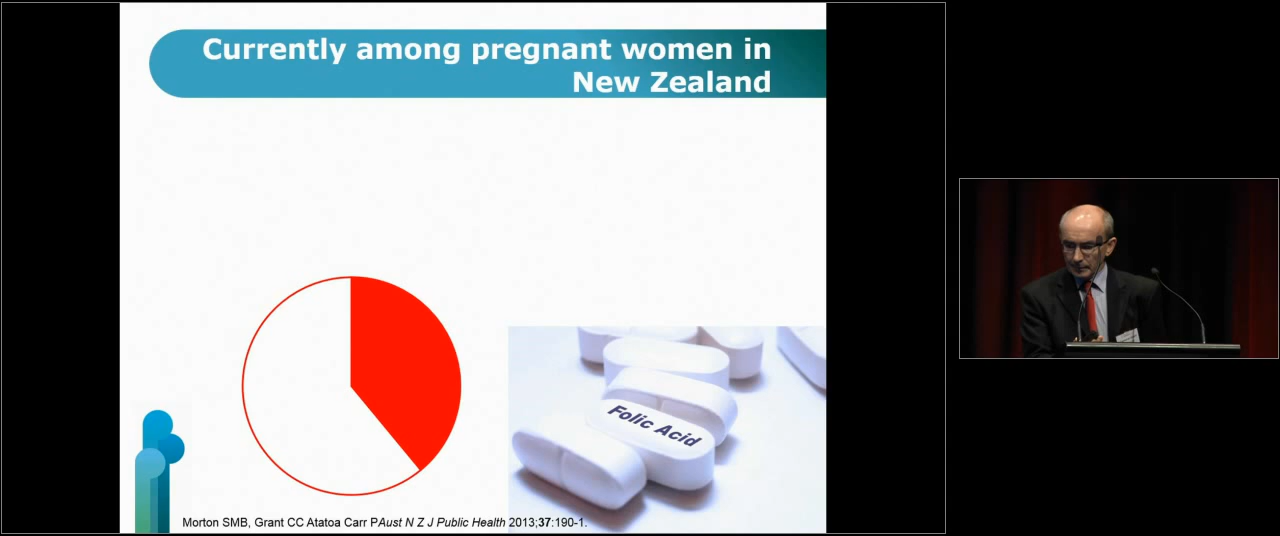 Currently among pregnant women in
New Zealand
Folic Acid
Morton SMB, Grant CC Atatoa Carr PAust N Z J Public Health 2013;37:190-1.